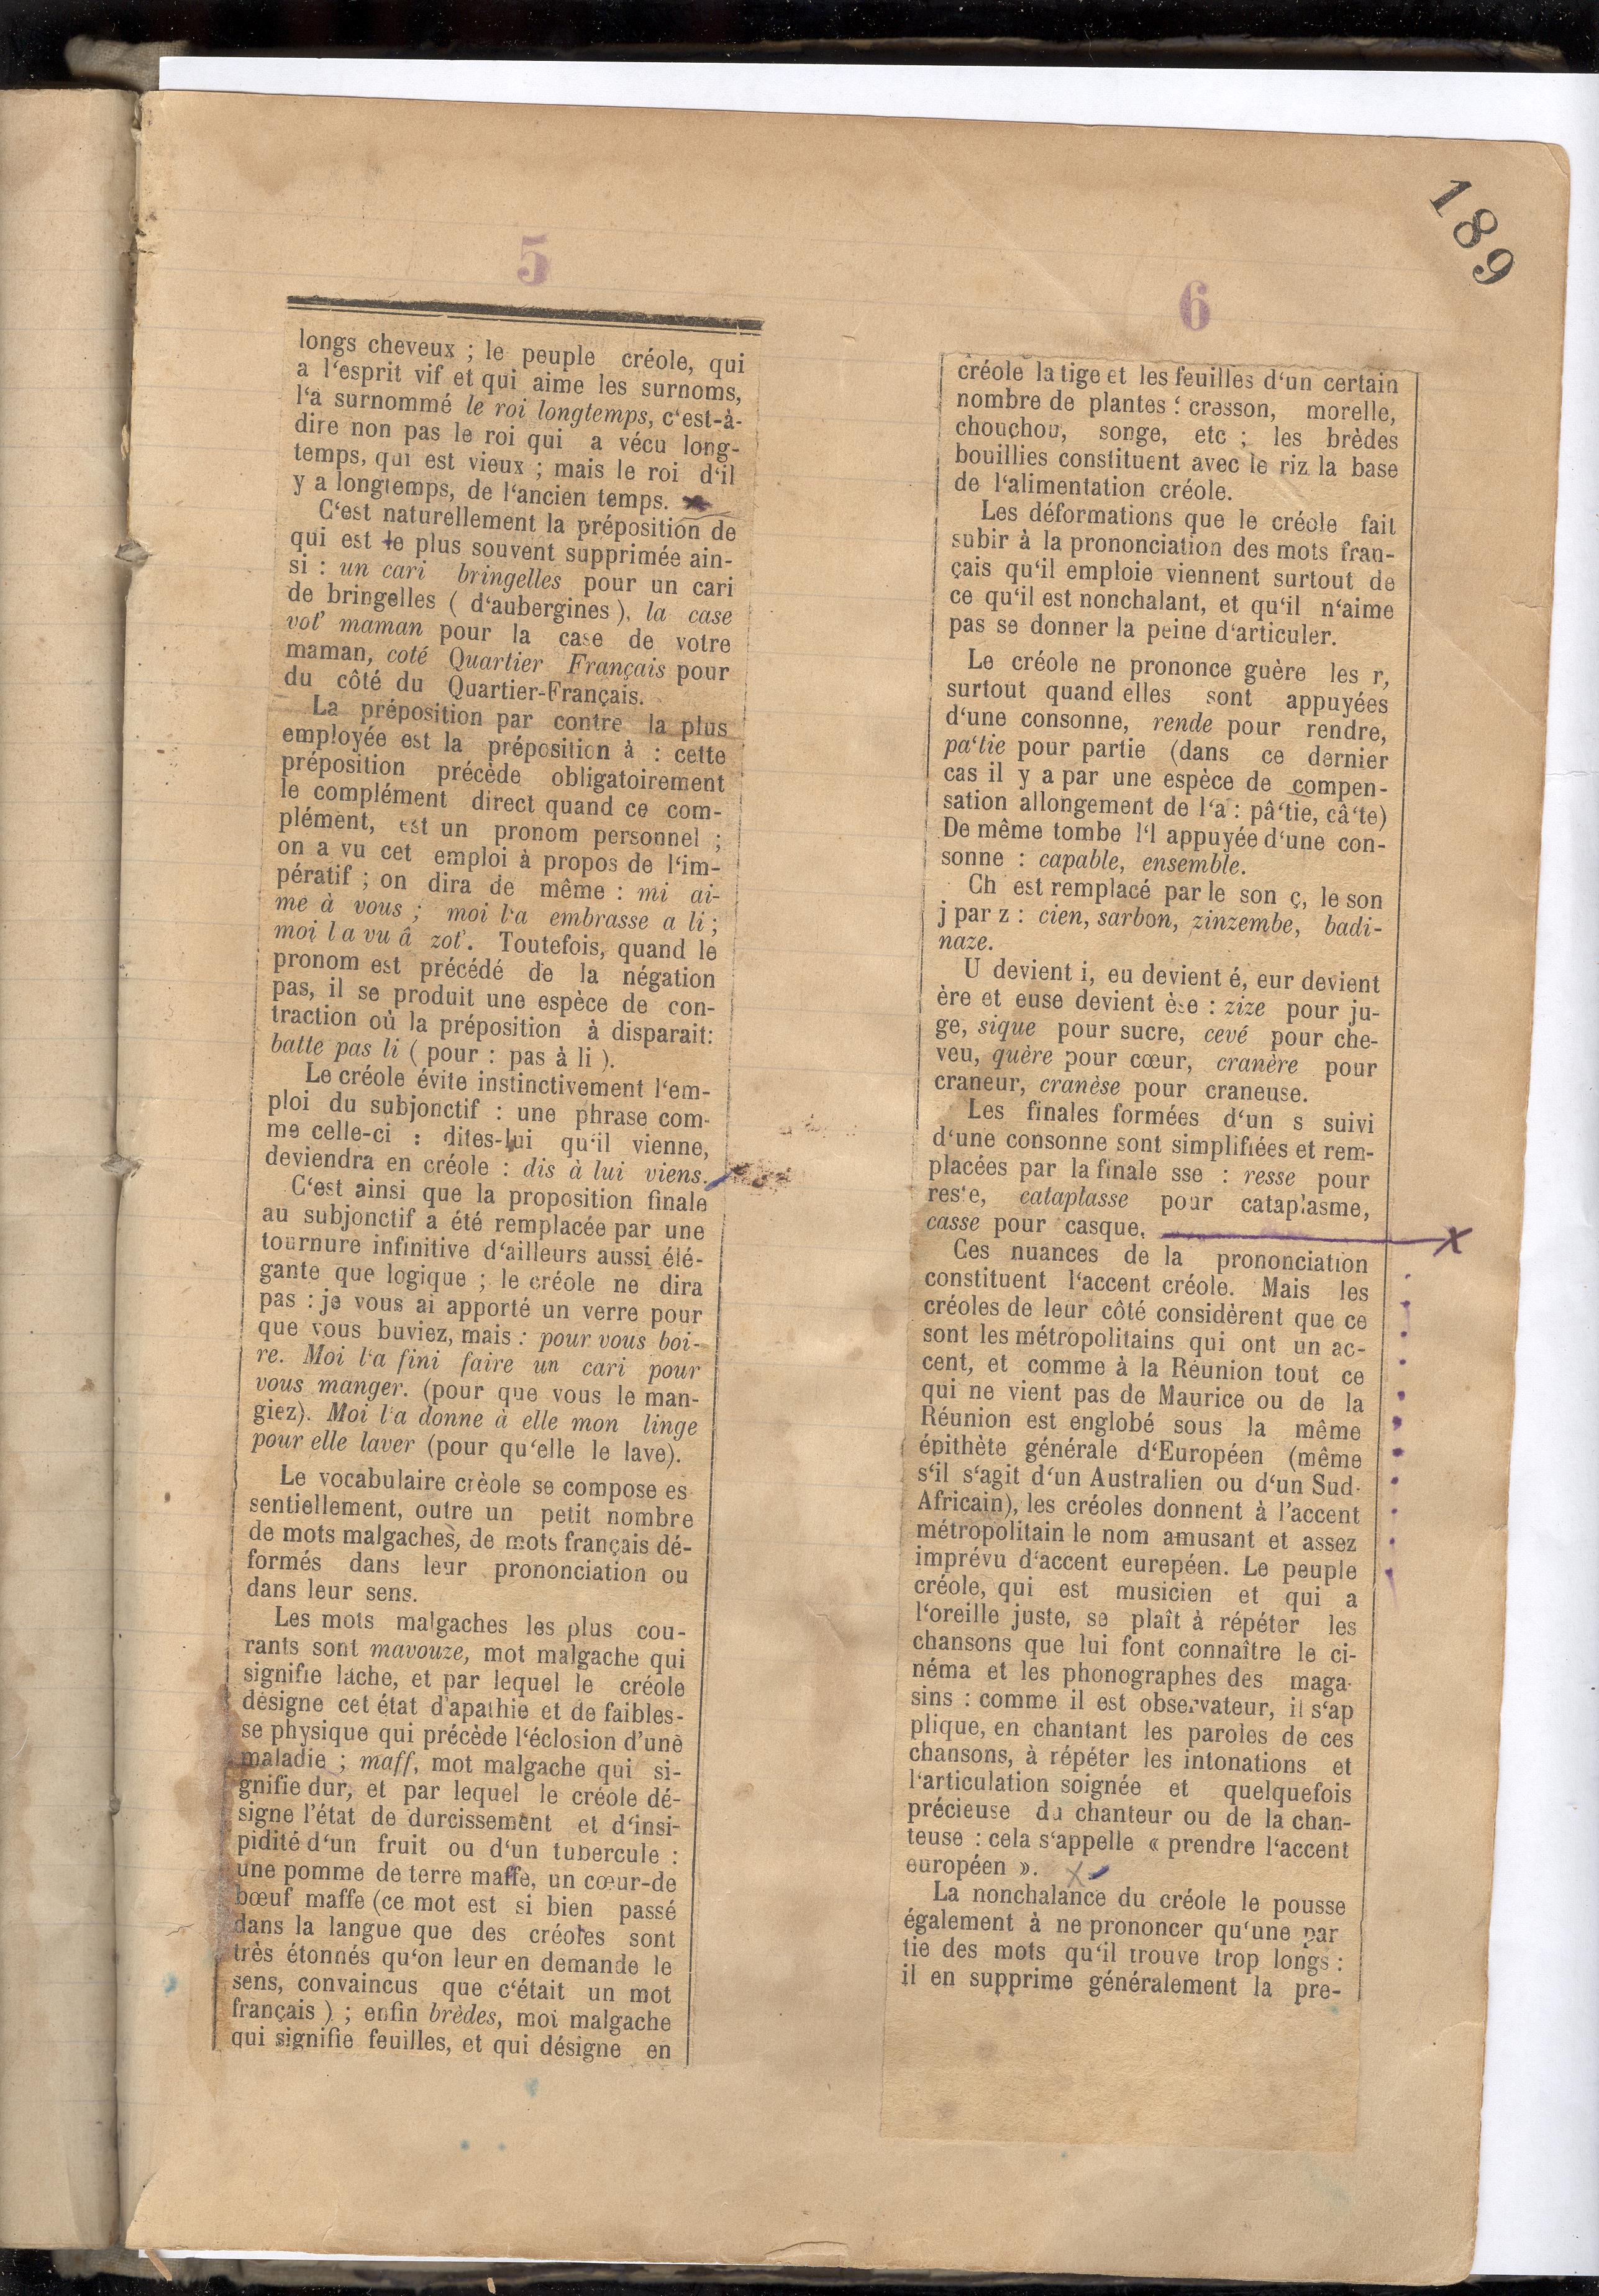 189
5
longs cheveux ; le peuple créole, qui
a l'esprit vif et qui aime les surnoms,
l'a surnommé le roi longtemps, c'est-à-
dire non pas le roi qui a vécu long-
temps, qui est vieux ; mais le roi d'il
y a longtemps, de l'ancien temps.
C'est naturellement la préposition de
qui est le plus souvent supprimée ain-
si : un cari bringelles pour un cari
de bringelles ( d'aubergines ), la case
vot' maman pour la case de votre
maman, coté Quartier Français pour
du côté du Quartier-Français.
La préposition par contre la plus
employée est la préposition à : cette
préposition précède obligatoirement
le complément direct quand ce com-
plément, est un pronom personnel ;
on a vu cet emploi à propos de l'im-
pératif ; on dira de même : mi ai-
me à vous ; moi l'a embrasse a li ;
moi l a vu â zot'. Toutefois, quand le
pronom est précédé de la négation
pas, il se produit une espèce de con-
traction où la préposition à disparait:
batte pas li ( pour : pas à li ).
Le créole évite instinctivement l'em-
ploi du subjonctif : une phrase com-
me celle-ci : dites-lui qu'il vienne,
deviendra en créole : dis à lui viens.
C'est ainsi que la proposition finale
au subjonctif a été remplacée par une
tournure infinitive d'ailleurs aussi élé-
gante que logique ; le créole ne dira
pas : je vous ai apporté un verre pour
que vous buviez, mais : pour vous boi-
re. Moi l'a fini faire un cari pour
vous manger. (pour que vous le man-
giez). Moi l'a donne à elle mon linge
pour elle laver (pour qu'elle le lave).
Le vocabulaire créole se compose es
sentiellement, outre un petit nombre
de mots malgaches, de mots français dé-
formés dans leur prononciation ou
dans leur sens.
Les mots malgaches les plus cou-
rants sont mavouze, mot malgache qui
signifie lâche, et par lequel le créole
désigne cet état d'apathie et de faibles-
se physique qui précède l'éclosion d'une
maladie ; maff, mot malgache qui si-
gnifie dur, et par lequel le créole dé-
signe l'état de durcissement et d'insi-
pidité d'un fruit ou d'un tubercule :
une pomme de terre maffe, un cœur-de
bœuf maffe (ce mot est si bien passé
dans la langue que des créoles sont
très étonnés qu'on leur en demande le
sens, convaincus que c'était un mot
français ) ; enfin brèdes, moi malgache
qui signifie feuilles, et qui désigne en
6
créole la tige et les feuilles d'un certain
nombre de plantes : cresson, morelle,
chouchou, songe, etc ; les brèdes
bouillies constituent avec le riz la base
de l'alimentation créole.
Les déformations que le créole fait
subir à la prononciation des mots fran-
çais qu'il emploie viennent surtout de
ce qu'il est nonchalant, et qu'il n'aime
pas se donner la peine d'articuler.
Le créole ne prononce guère les r,
surtout quand elles sont appuyées
d'une consonne, rende pour rendre,
pa'tie pour partie (dans ce dernier
cas il y a par une espèce de compen-
sation allongement de l'a : pâ'tie, câ'te)
De même tombe l'l appuyée d'une con-
sonne : capable, ensemble.
Ch est remplacé par le son ç, le son
j par z : cien, sarbon, zinzembe, badi-
naze.
U devient i, eu devient é, eur devient
ère et euse devient èse : zize pour ju-
ge, sique pour sucre, cevé pour che-
veu, quère pour cœur, cranère pour
craneur, cranèse pour craneuse.
Les finales formées d'un s suivi
d'une consonne sont simplifiées et rem-
placées par la finale sse : resse pour
reste, cataplasse pour cataplasme,
casse pour casque.
Ces nuances de la prononciation
constituent l'accent créole. Mais les
créoles de leur côté considèrent que ce
sont les métropolitains qui ont un ac-
cent, et comme à la Réunion tout ce
qui ne vient pas de Maurice ou de la
Réunion est englobé sous la même
épithète générale d'Européen (même
s'il s'agit d'un Australien ou d'un Sud-
Africain), les créoles donnent à l'accent
métropolitain le nom amusant et assez
imprévu d'accent eurepéen. Le peuple
créole, qui est musicien et qui a
l'oreille juste, se plaît à répéter les
chansons que lui font connaître le ci-
néma et les phonographes des maga-
sins : comme il est observateur, il s'ap
plique, en chantant les paroles de ces
chansons, à répéter les intonations et
l'articulation soignée et quelquefois
précieuse du chanteur ou de la chan-
teuse : cela s'appelle « prendre l'accent
européen ».
La nonchalance du créole le pousse
également à ne prononcer qu'une par
tie des mots qu'il trouve trop longs :
il en supprime généralement la pre-